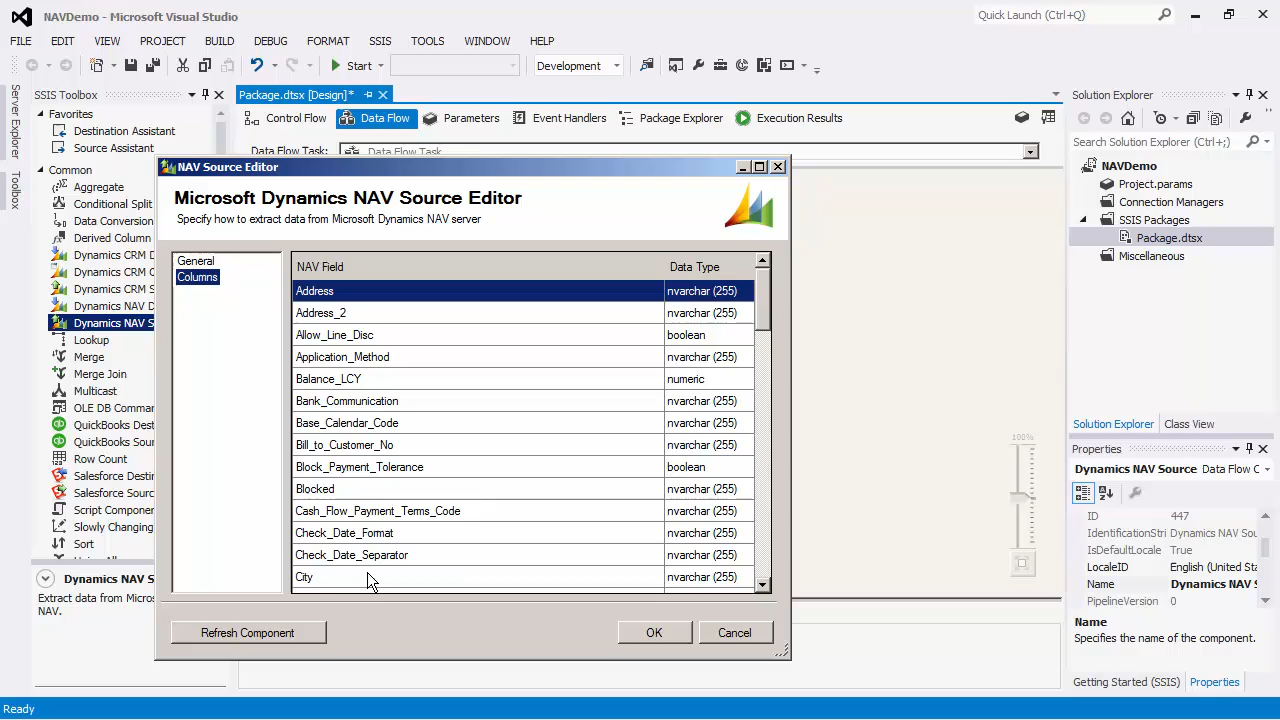 NAVDemo - Microsoft Visual Studio
Quick Launch (Ctrl+Q)
FILE EDIT VIEW PROJECT BUILD DEBUG FORMAT SSIS TOOLS WINDOW HELP
Start
Development
Server Explorer
Toolbox
SSIS Toolbox
Favorites
Destination Assistant
Source Assistant
Common
Aggregate
Conditional Split
Data Conversion
Derived Column
Dynamics CRM D
Dynamics CRM C
Dynamics CRM S
Dynamics NAV D
Dynamics NAV S
Lookup
Merge
Merge Join
Multicast
OLE DB Comma
QuickBooks Dest
QuickBooks Sour
Row Count
Salesforce Destin
Salesforce Sourc
Script Componen
Slowly Changing
Sort
Dynamics NAV S
Extract data from Microsof
NAV.
Package.dtsx [Design]*
Control Flow
Data Flow
Parameters
Event Handlers
Package Explorer
Execution Results
Data Flow Task:
Data Flow Task
NAV Source Editor
Microsoft Dynamics NAV Source Editor
Specify how to extract data from Microsoft Dynamics NAV server
General
Columns
NAV Field Data Type
Address nvarchar (255)
Address_2 nvarchar (255)
Allow_Line_Disc boolean
Application_Method nvarchar (255)
Balance_LCY numeric
Bank_Communication nvarchar (255)
Base_Calendar_Code nvarchar (255)
Bill_to_Customer_No nvarchar (255)
Block_Payment_Tolerance boolean
Blocked nvarchar (255)
Cash_Flow_Payment_Terms_Code nvarchar (255)
Check_Date_Format nvarchar (255)
Check_Date_Separator nvarchar (255)
City nvarchar (255)
Refresh Component
OK
Cancel
100%
Solution Explorer
Search Solution Explorer (Ctrl+;)
NAVDemo
Project.params
Connection Managers
SSIS Packages
Package.dtsx
Miscellaneous
Solution Explorer Class View
Properties
Dynamics NAV Source Data Flow C
ID 447
IdentificationStri Dynamics NAV Sou
IsDefaultLocale True
LocaleID English (United Sta
Name Dynamics NAV S
PipelineVersion 0
Name
Specifies the name of the component.
Getting Started (SSIS) Properties
Ready